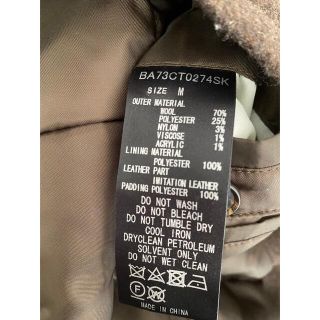 BA73CT0274SK
SIZE M
OUTER MATERIAL
WOOL 70%
POLYESTER 25%
NYLON 3%
VISCOSE 1%
ACRYLIC 1%
LINING MATERIAL
POLYESTER 100%
LEATHER PART
IMITATION LEATHER
PADDING POLYESTER 100%
DO NOT WASH
DO NOT BLEACH
DO NOT TUMBLE DRY
COOL IRON
DRYCLEAN PETROLEUM
SOLVENT ONLY
DO NOT WET CLEAN
F
W
MADE IN CHINA